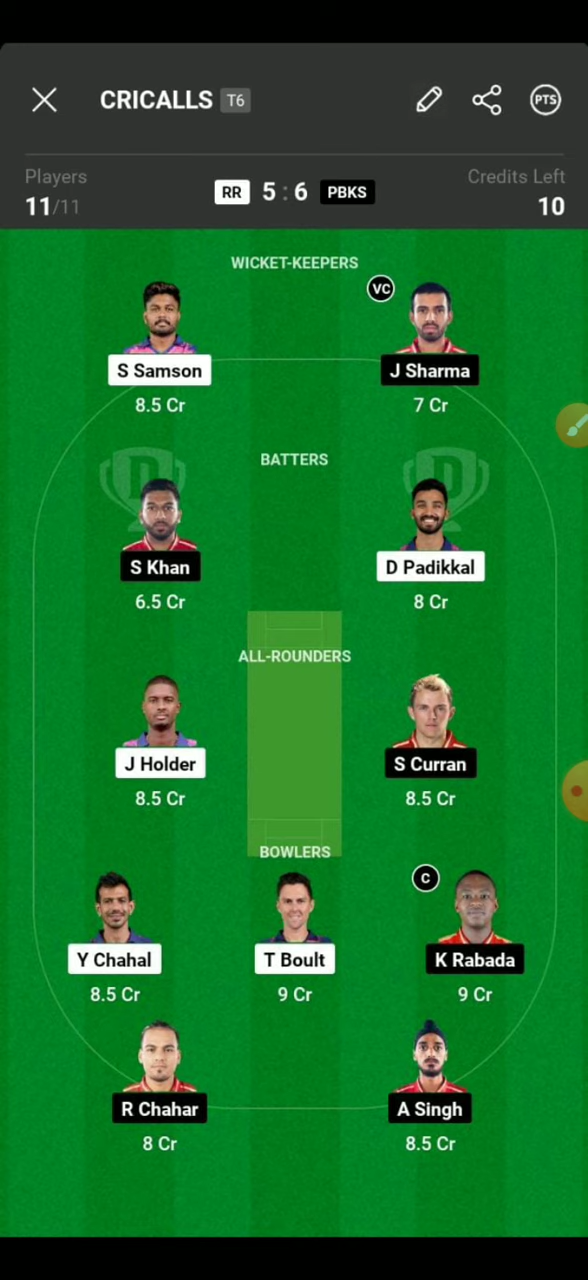 CRICALLS T6
PTS
Players
Credits Left
11/11
RR 5 : 6 PBKS
10
WICKET-KEEPERS
VC
S Samson
J Sharma
8.5 Cr
7 Cr
BATTERS
S Khan
D Padikkal
6.5 Cr
8 Cr
ALL-ROUNDERS
J Holder
S Curran
8.5 Cr
8.5 Cr
BOWLERS
C
Y Chahal
T Boult
K Rabada
8.5 Cr
9 Cr
9 Cr
R Chahar
A Singh
8 Cr
8.5 Cr